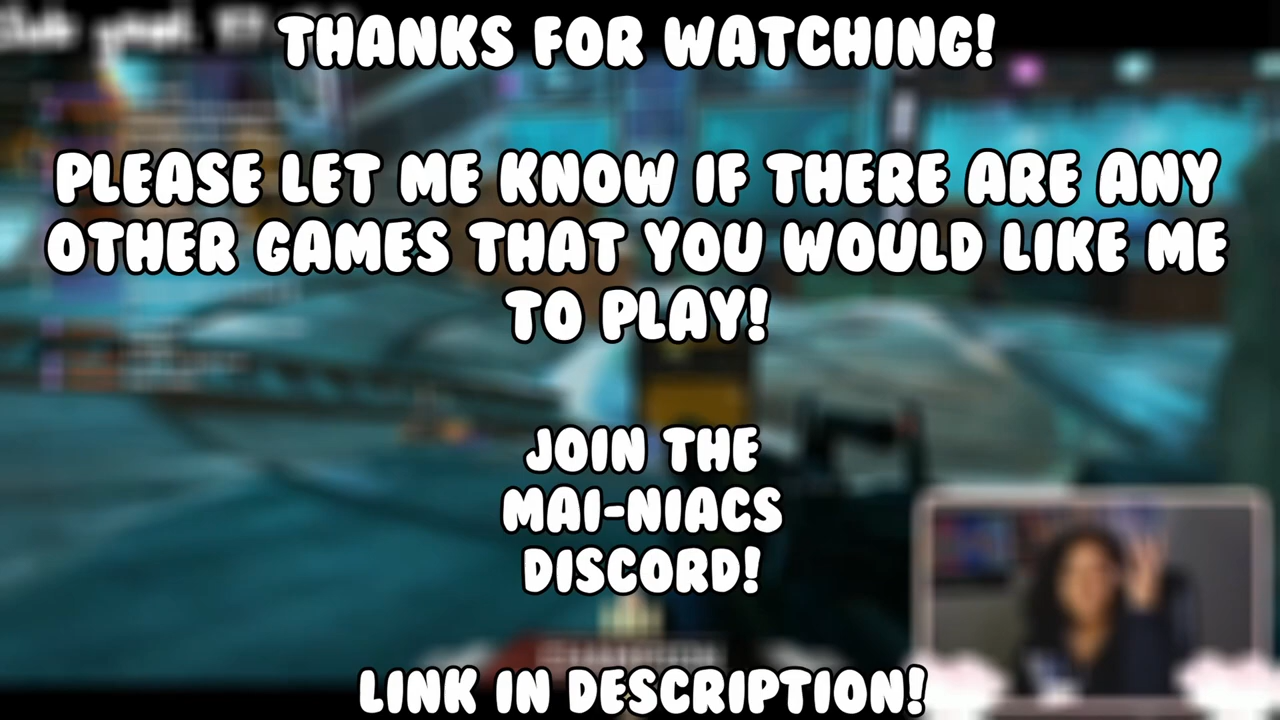 THANKS FOR WATCHING!
PLEASE LET ME KNOW IF THERE ARE ANY
OTHER GAMES THAT YOU WOULD LIKE ME
TO PLAY!
JOIN THE
MAI-NIACS
DISCORD!
LINK IN DESCRIPTION!